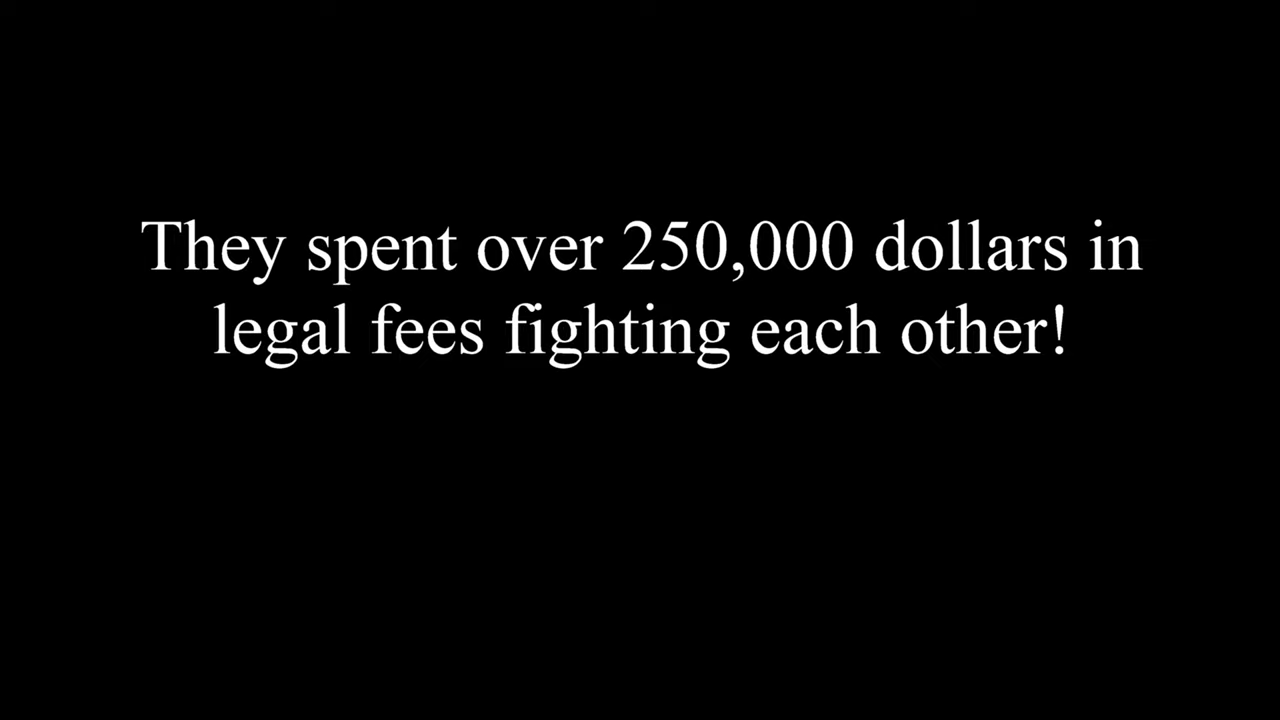 They spent over 250,000 dollars in
legal fees fighting each other!